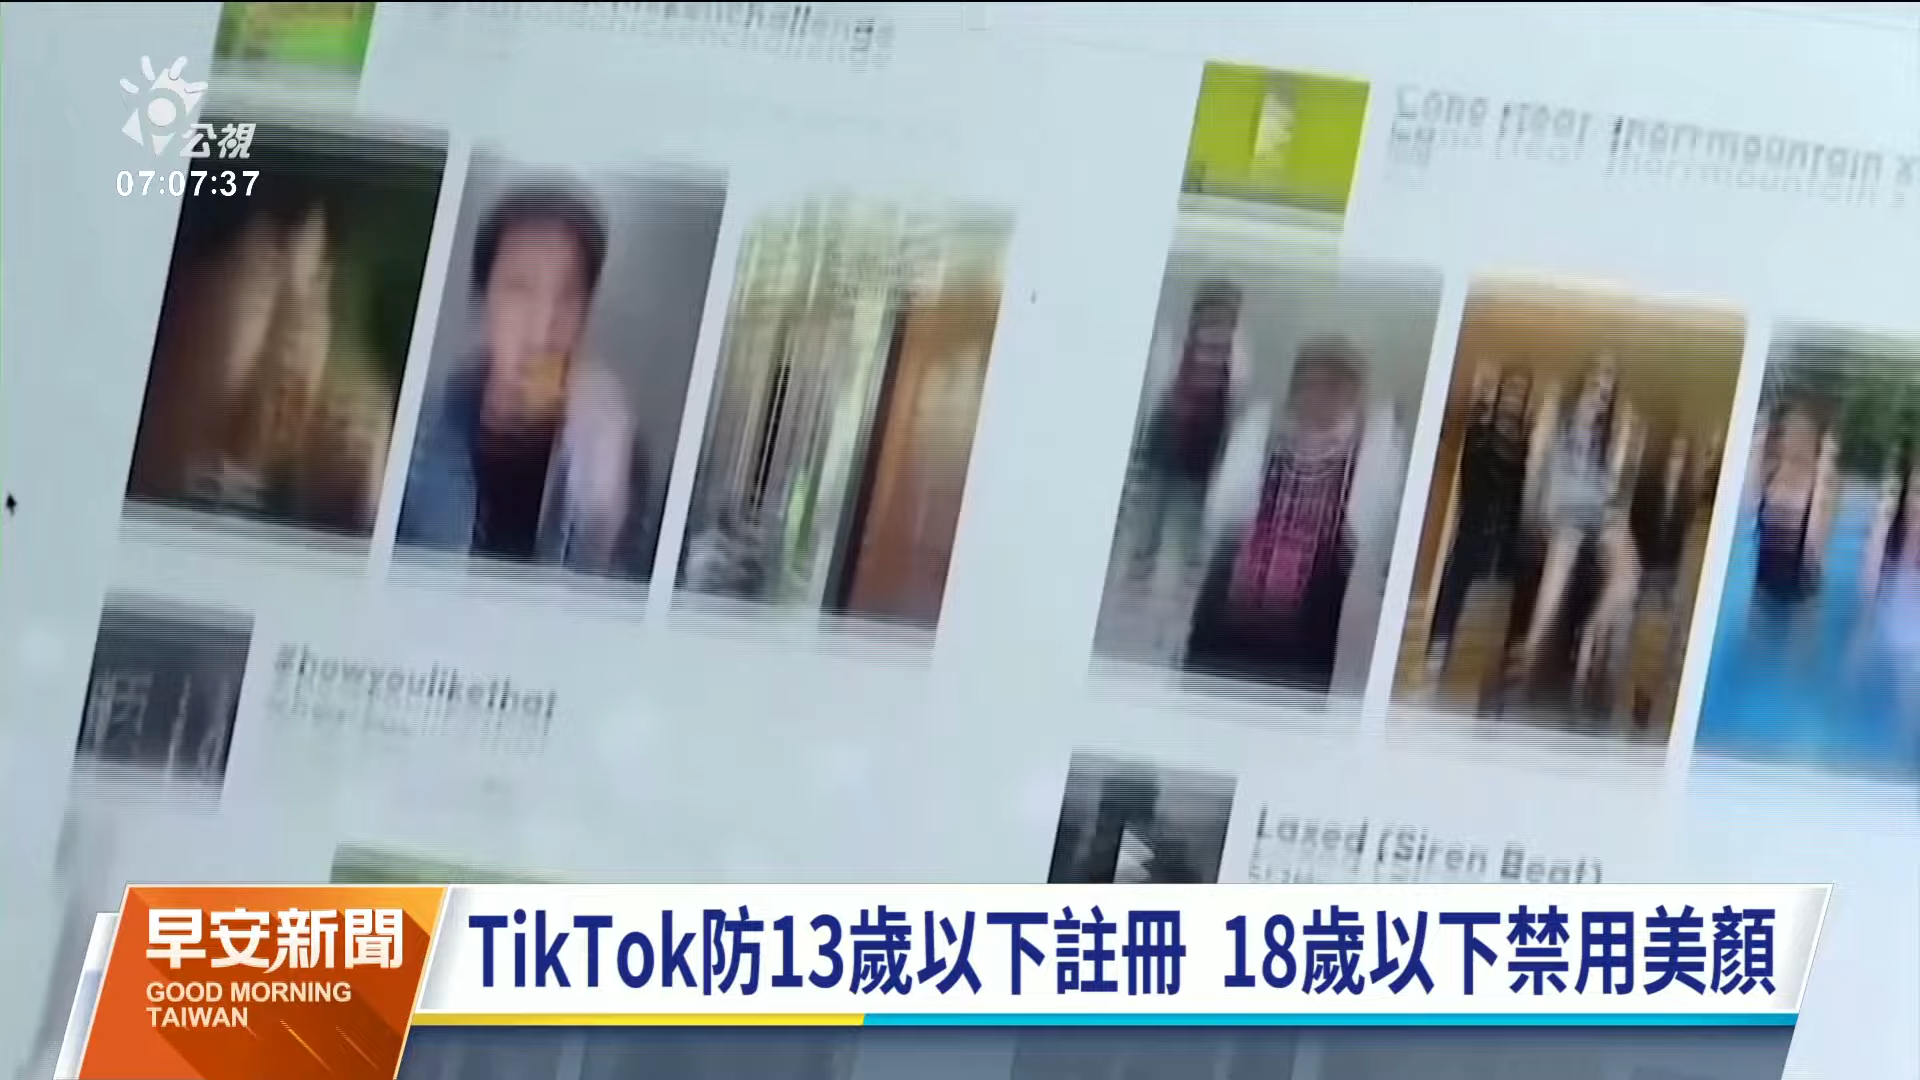 公視
07:07:37
#howyoulikethat
Laxed (Siren Beat)
早安新聞
GOOD MORNING
TAIWAN
TikTok防13歲以下註冊 18歲以下禁用美顏